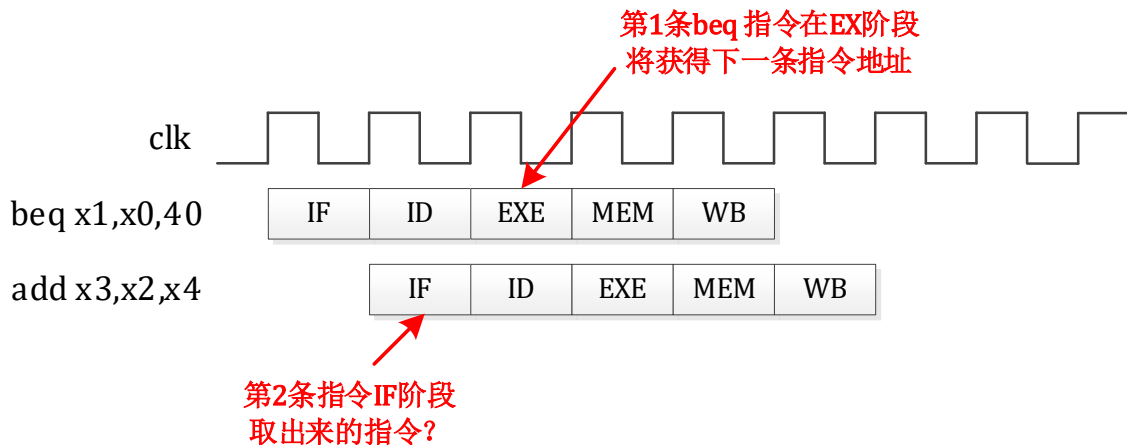 第1条beq 指令在EX阶段
将获得下一条指令地址
clk
beq x1,x0,40
IF ID EXE MEM WB
add x3,x2,x4
IF ID EXE MEM WB
第2条指令IF阶段
取出来的指令？